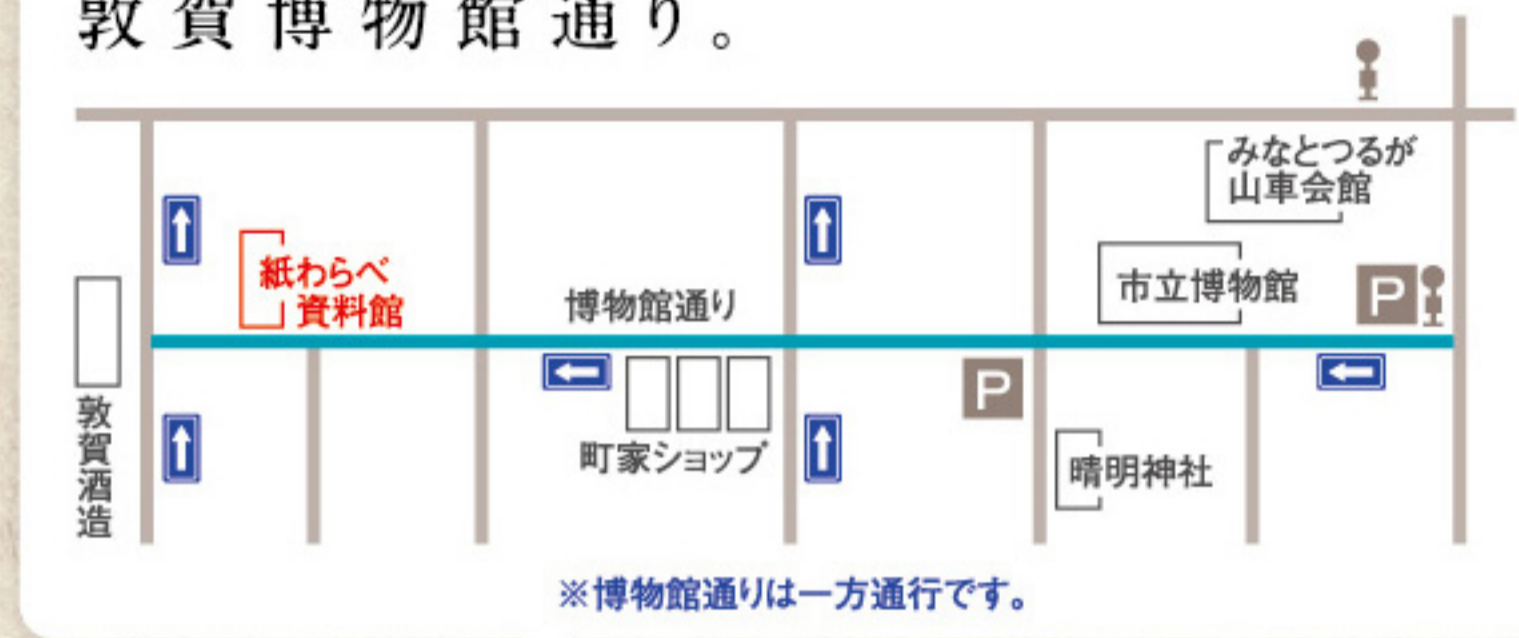 敦賀博物館通り。
みなとつるが
山車会館
紙わらべ
資料館
博物館通り
市立博物館
P
P
町家ショップ
晴明神社
敦賀酒造
※博物館通りは一方通行です。